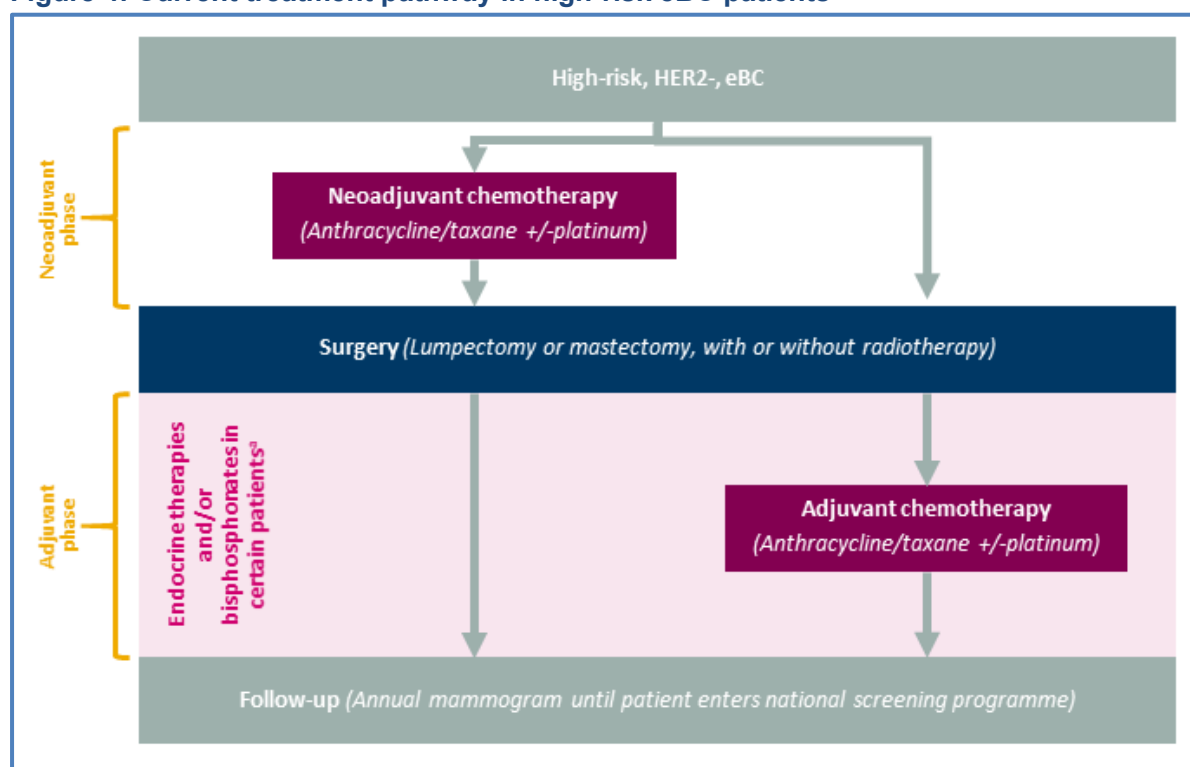 High-risk, HER2-, eBC
Neoadjuvant
phase
Neoadjuvant chemotherapy
(Anthracycline/taxane +/-platinum)
Surgery (Lumpectomy or mastectomy, with or without radiotherapy)
Adjuvant
phase
Endocrine therapies
and/or
bisphosphonates in
certain patientsᵃ
Adjuvant chemotherapy
(Anthracycline/taxane +/-platinum)
Follow-up (Annual mammogram until patient enters national screening programme)